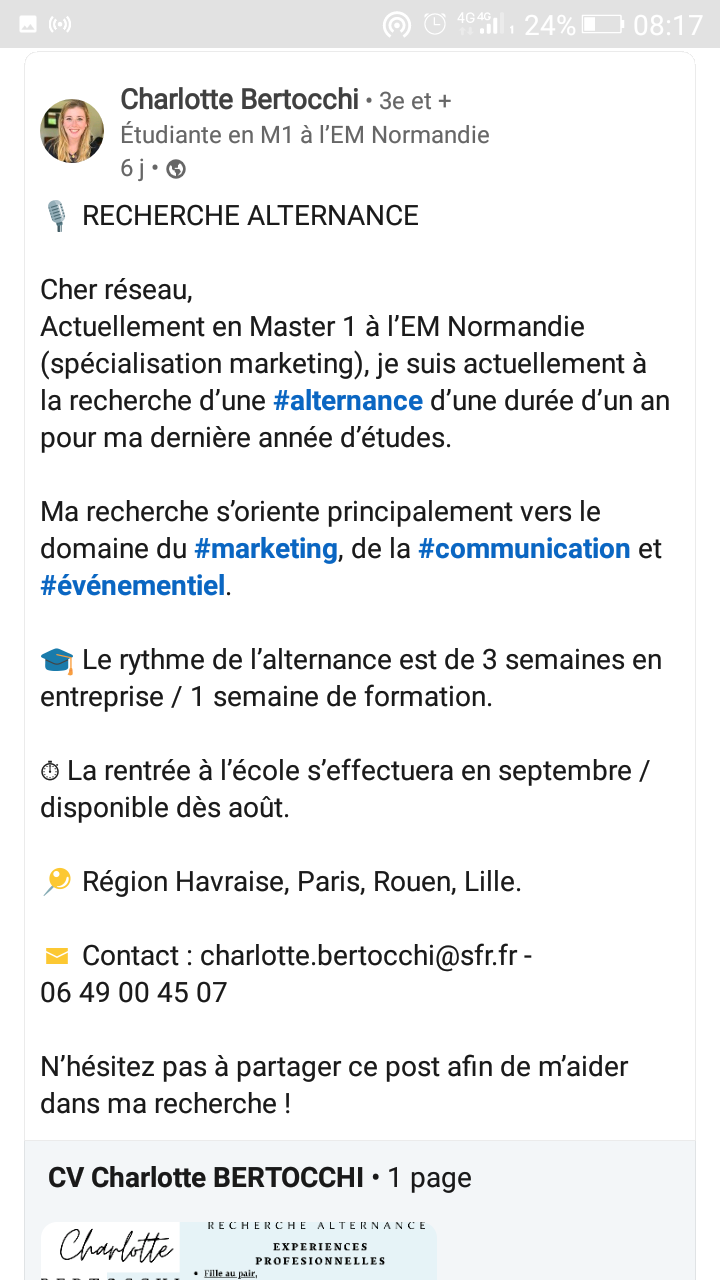 4G 4G 24% 08:17
Charlotte Bertocchi • 3e et +
Étudiante en M1 à l’EM Normandie
6 j •
RECHERCHE ALTERNANCE
Cher réseau,
Actuellement en Master 1 à l’EM Normandie
(spécialisation marketing), je suis actuellement à
la recherche d’une #alternance d’une durée d’un an
pour ma dernière année d’études.
Ma recherche s’oriente principalement vers le
domaine du #marketing, de la #communication et
#événementiel.
Le rythme de l’alternance est de 3 semaines en
entreprise / 1 semaine de formation.
La rentrée à l’école s’effectuera en septembre /
disponible dès août.
Région Havraise, Paris, Rouen, Lille.
Contact : charlotte.bertocchi@sfr.fr -
06 49 00 45 07
N’hésitez pas à partager ce post afin de m’aider
dans ma recherche !
CV Charlotte BERTOCCHI • 1 page
Charlotte
BERTOCCHI
RECHERCHE ALTERNANCE
EXPERIENCES
PROFESIONNELLES
• Fille au pair,